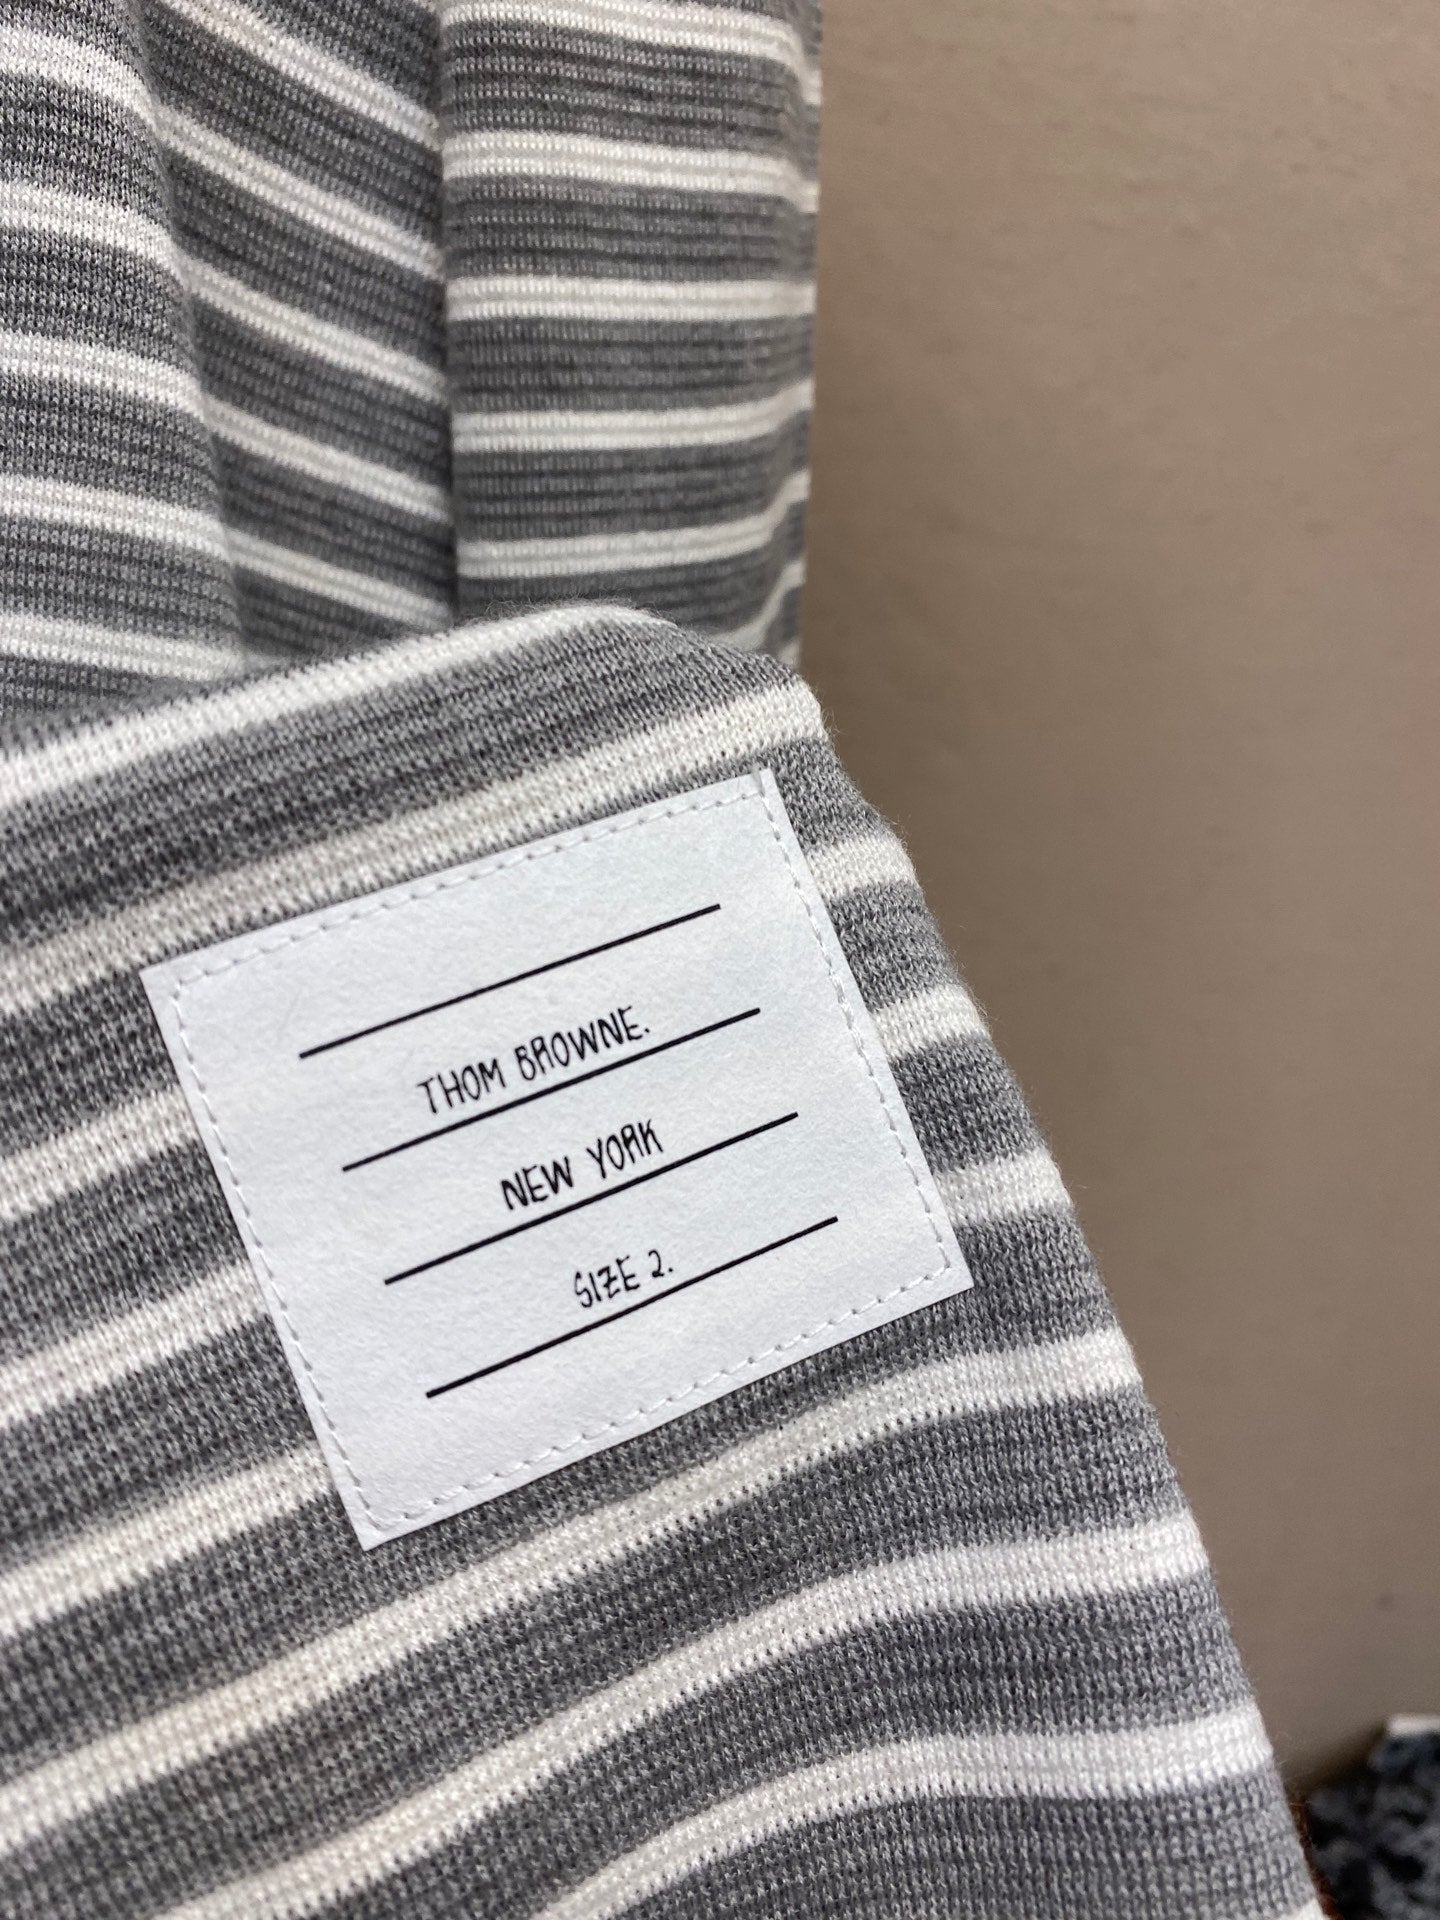 THOM BROWNE.
NEW YORK
SIZE 2.